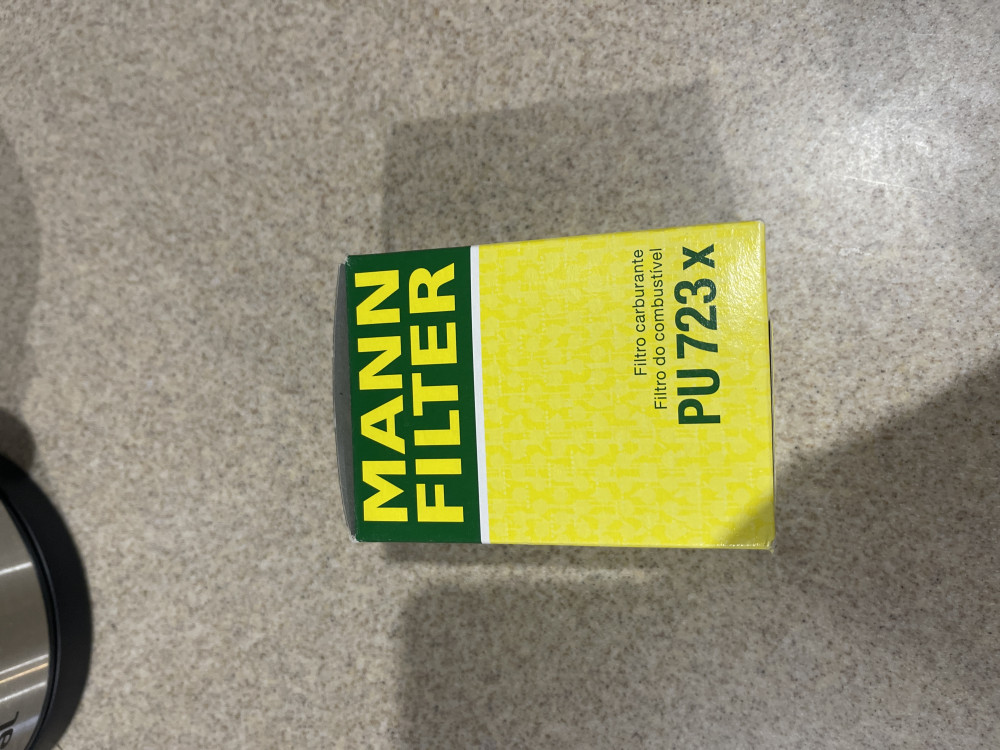 MANN
FILTER
Filtro carburante
Filtro do combustível
PU 723 x